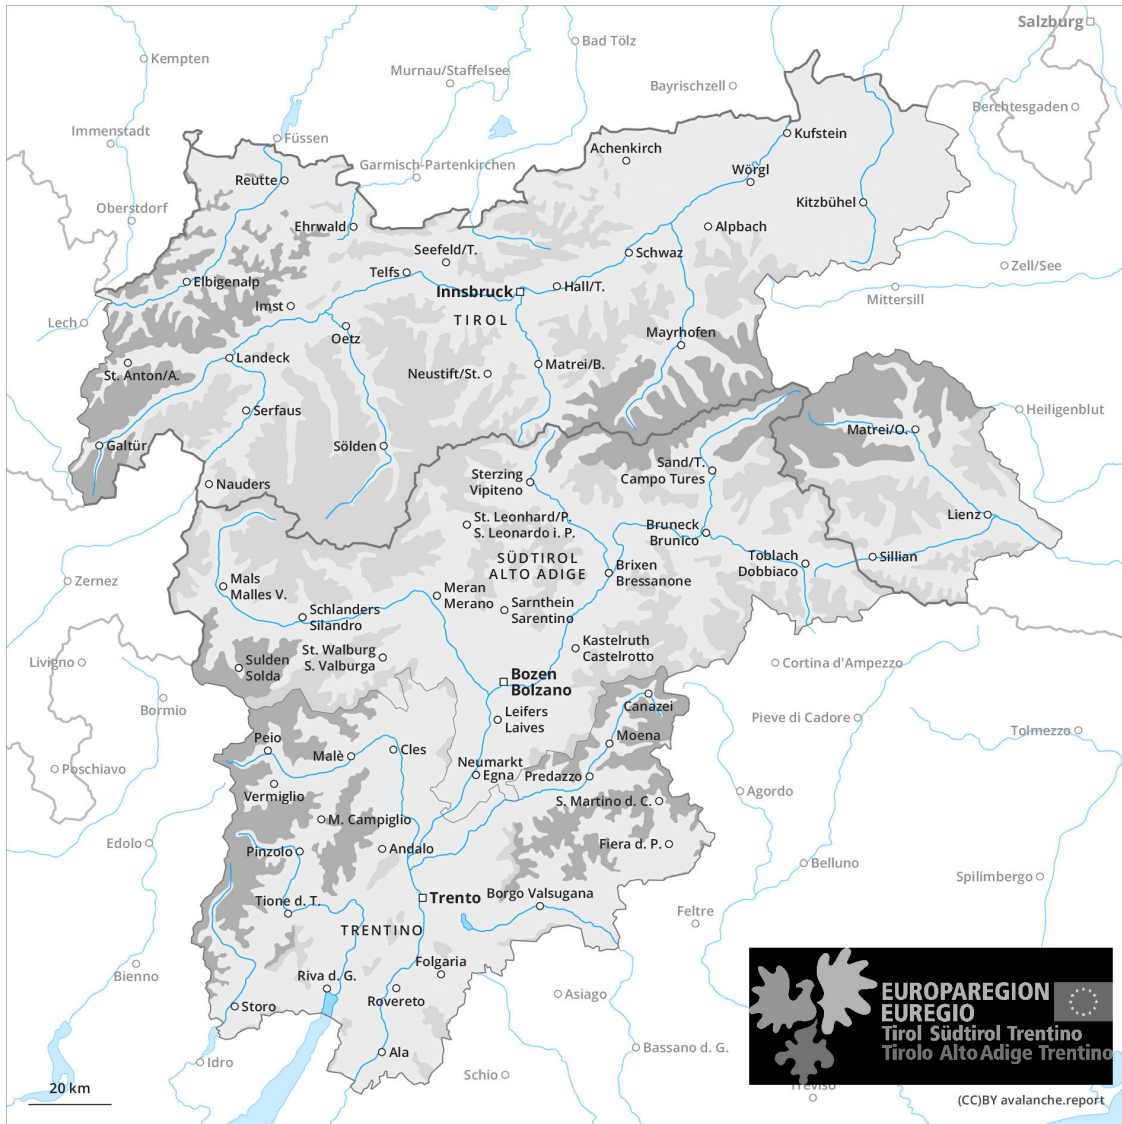 Salzburg
Bad Tölz
Kempten
Murnau/Staffelsee
Bayrischzell
Berchtesgaden
Immenstadt
Füssen
Kufstein
Achenkirch
Garmisch-Partenkirchen
Wörgl
Reutte
Kitzbühel
Oberstdorf
Ehrwald
Alpbach
Seefeld/T.
Schwaz
Zell/See
Telfs
Elbigenalp
Innsbruck
Hall/T.
Mittersill
Imst
Lech
TIROL
Oetz
Mayrhofen
Landeck
St. Anton/A.
Neustift/St.
Matrei/B.
Serfaus
Heiligenblut
Matrei/O.
Galtür
Sölden
Sand/T.
Campo Tures
Sterzing
Vipiteno
Nauders
St. Leonhard/P.
S. Leonardo i. P.
Bruneck
Brunico
Lienz
SÜDTIROL
ALTO ADIGE
Toblach
Dobbiaco
Sillian
Brixen
Bressanone
Zernez
Mals
Malles V.
Meran
Merano
Sarnthein
Sarentino
Schlanders
Silandro
Kastelruth
Castelrotto
St. Walburg
S. Valburga
Livigno
Sulden
Solda
Cortina d'Ampezzo
Bozen
Bolzano
Bormio
Canazei
Leifers
Laives
Pieve di Cadore
Tolmezzo
Peio
Moena
Malè
Cles
Neumarkt
Egna
Predazzo
Poschiavo
Vermiglio
Agordo
S. Martino d. C.
M. Campiglio
Edolo
Pinzolo
Andalo
Fiera d. P.
Belluno
Spilimbergo
Trento
Borgo Valsugana
Tione d. T.
Feltre
TRENTINO
Bienno
Folgaria
Riva d. G.
Asiago
Rovereto
Storo
EUROPAREGION
EUREGIO
Tirol Südtirol Trentino
Tirolo Alto Adige Trentino
Ala
Bassano d. G.
Idro
Schio
Treviso
20 km
(CC)BY avalanche.report